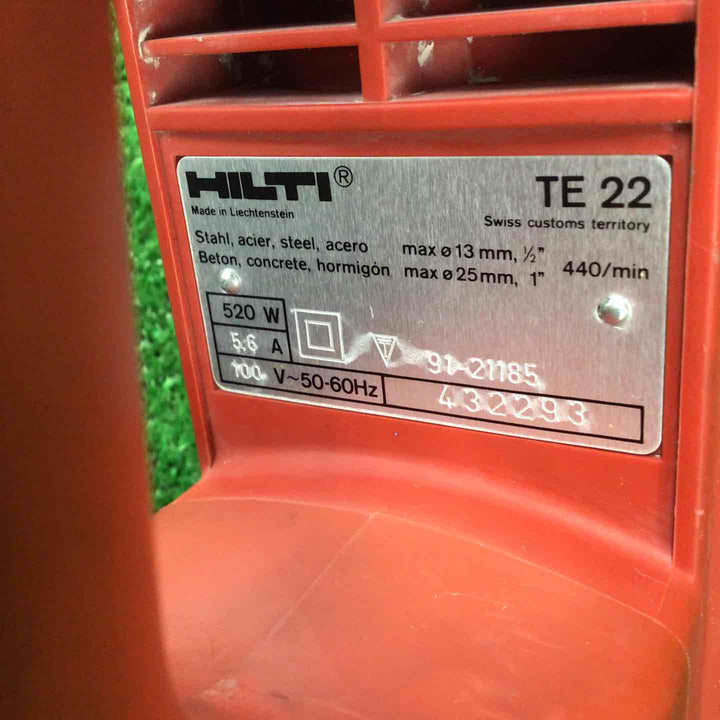 HILTI® TE 22
Made in Liechtenstein Swiss customs territory
Stahl, acier, steel, acero max ø 13 mm, ½"
Beton, concrete, hormigón max ø 25 mm, 1" 440/min
520 W
5.6 A 91-21185
100 V~50-60Hz 432293